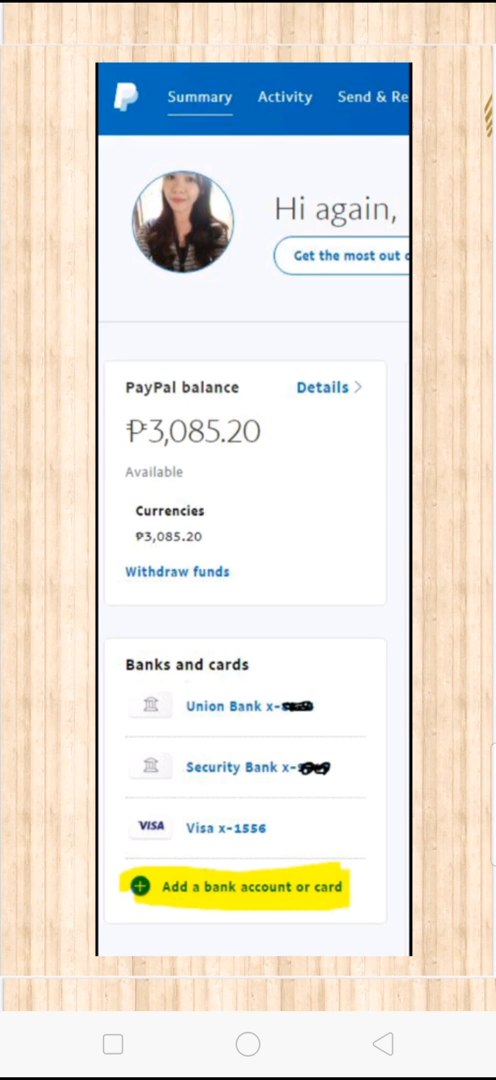 Summary Activity Send & Re
Hi again,
Get the most out
PayPal balance Details >
₱3,085.20
Available
Currencies
₱3,085.20
Withdraw funds
Banks and cards
Union Bank x-
Security Bank x-
VISA Visa x-1556
Add a bank account or card